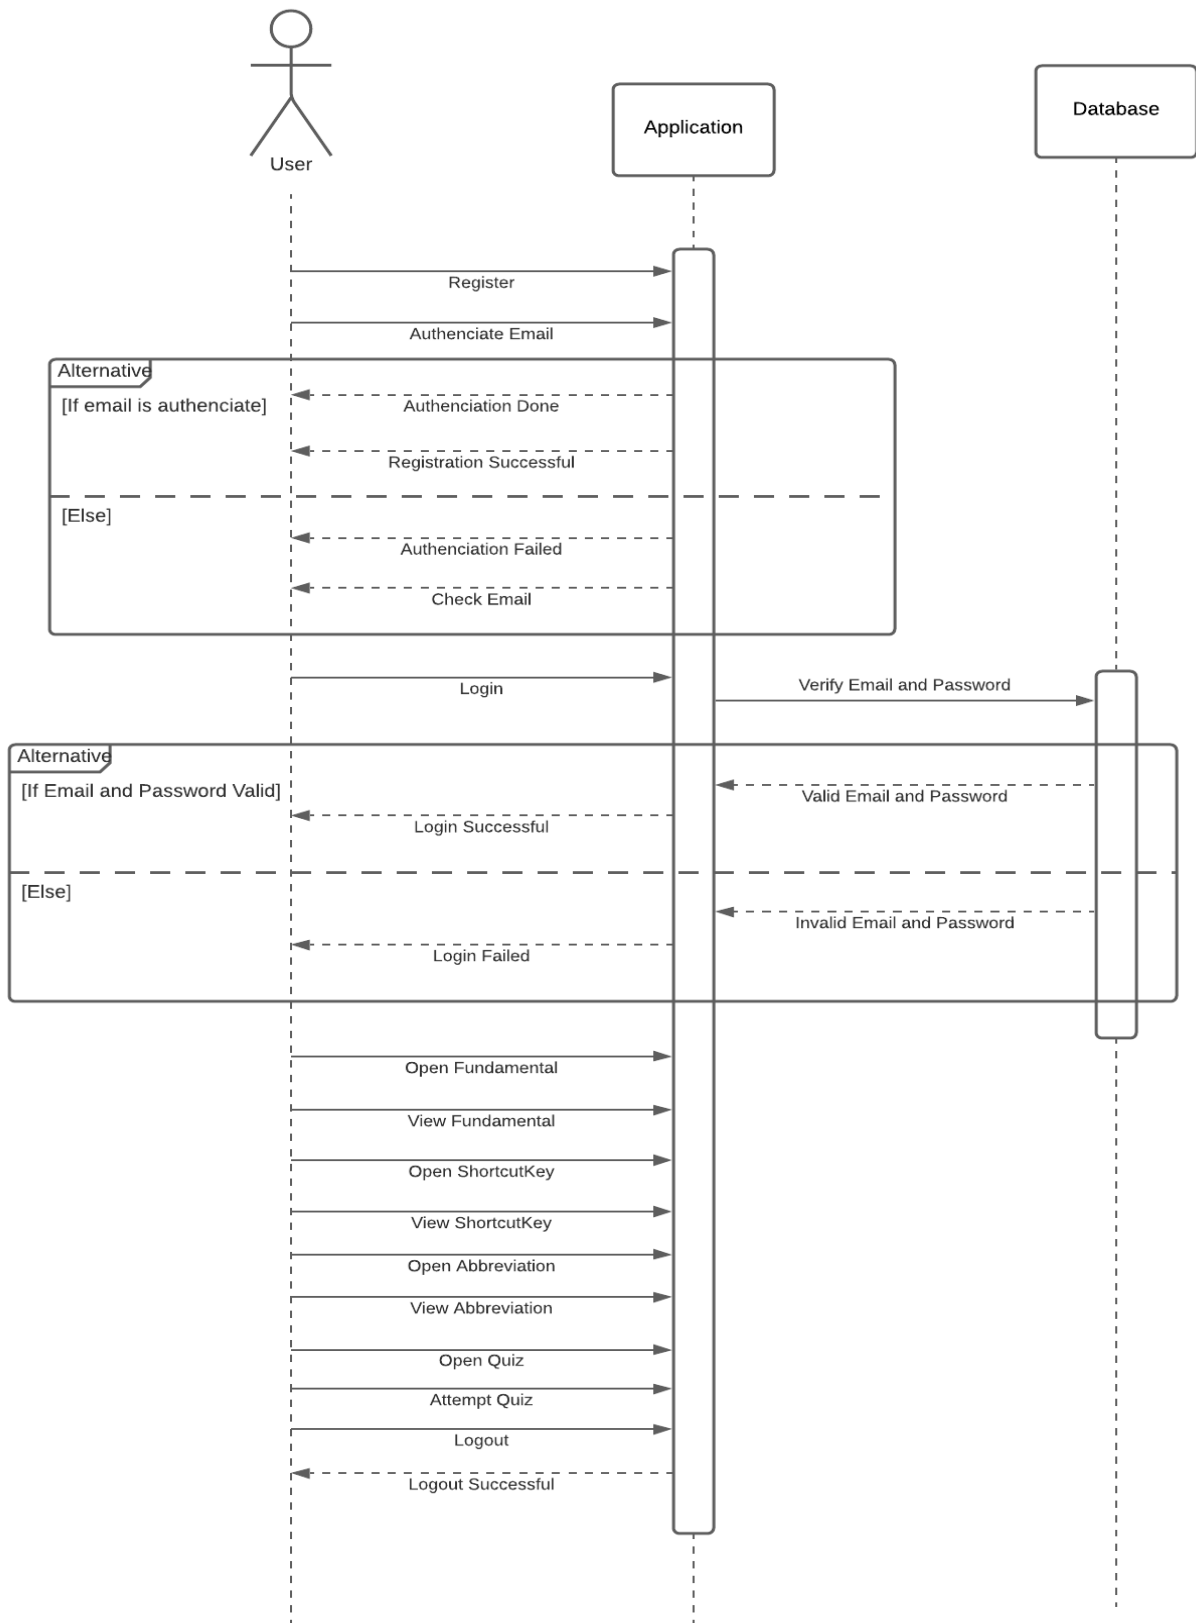 User
Application
Database
Register
Authenciate Email
Alternative
[If email is authenciate]
Authenciation Done
Registration Successful
[Else]
Authenciation Failed
Check Email
Login
Verify Email and Password
Alternative
[If Email and Password Valid]
Valid Email and Password
Login Successful
[Else]
Invalid Email and Password
Login Failed
Open Fundamental
View Fundamental
Open ShortcutKey
View ShortcutKey
Open Abbreviation
View Abbreviation
Open Quiz
Attempt Quiz
Logout
Logout Successful